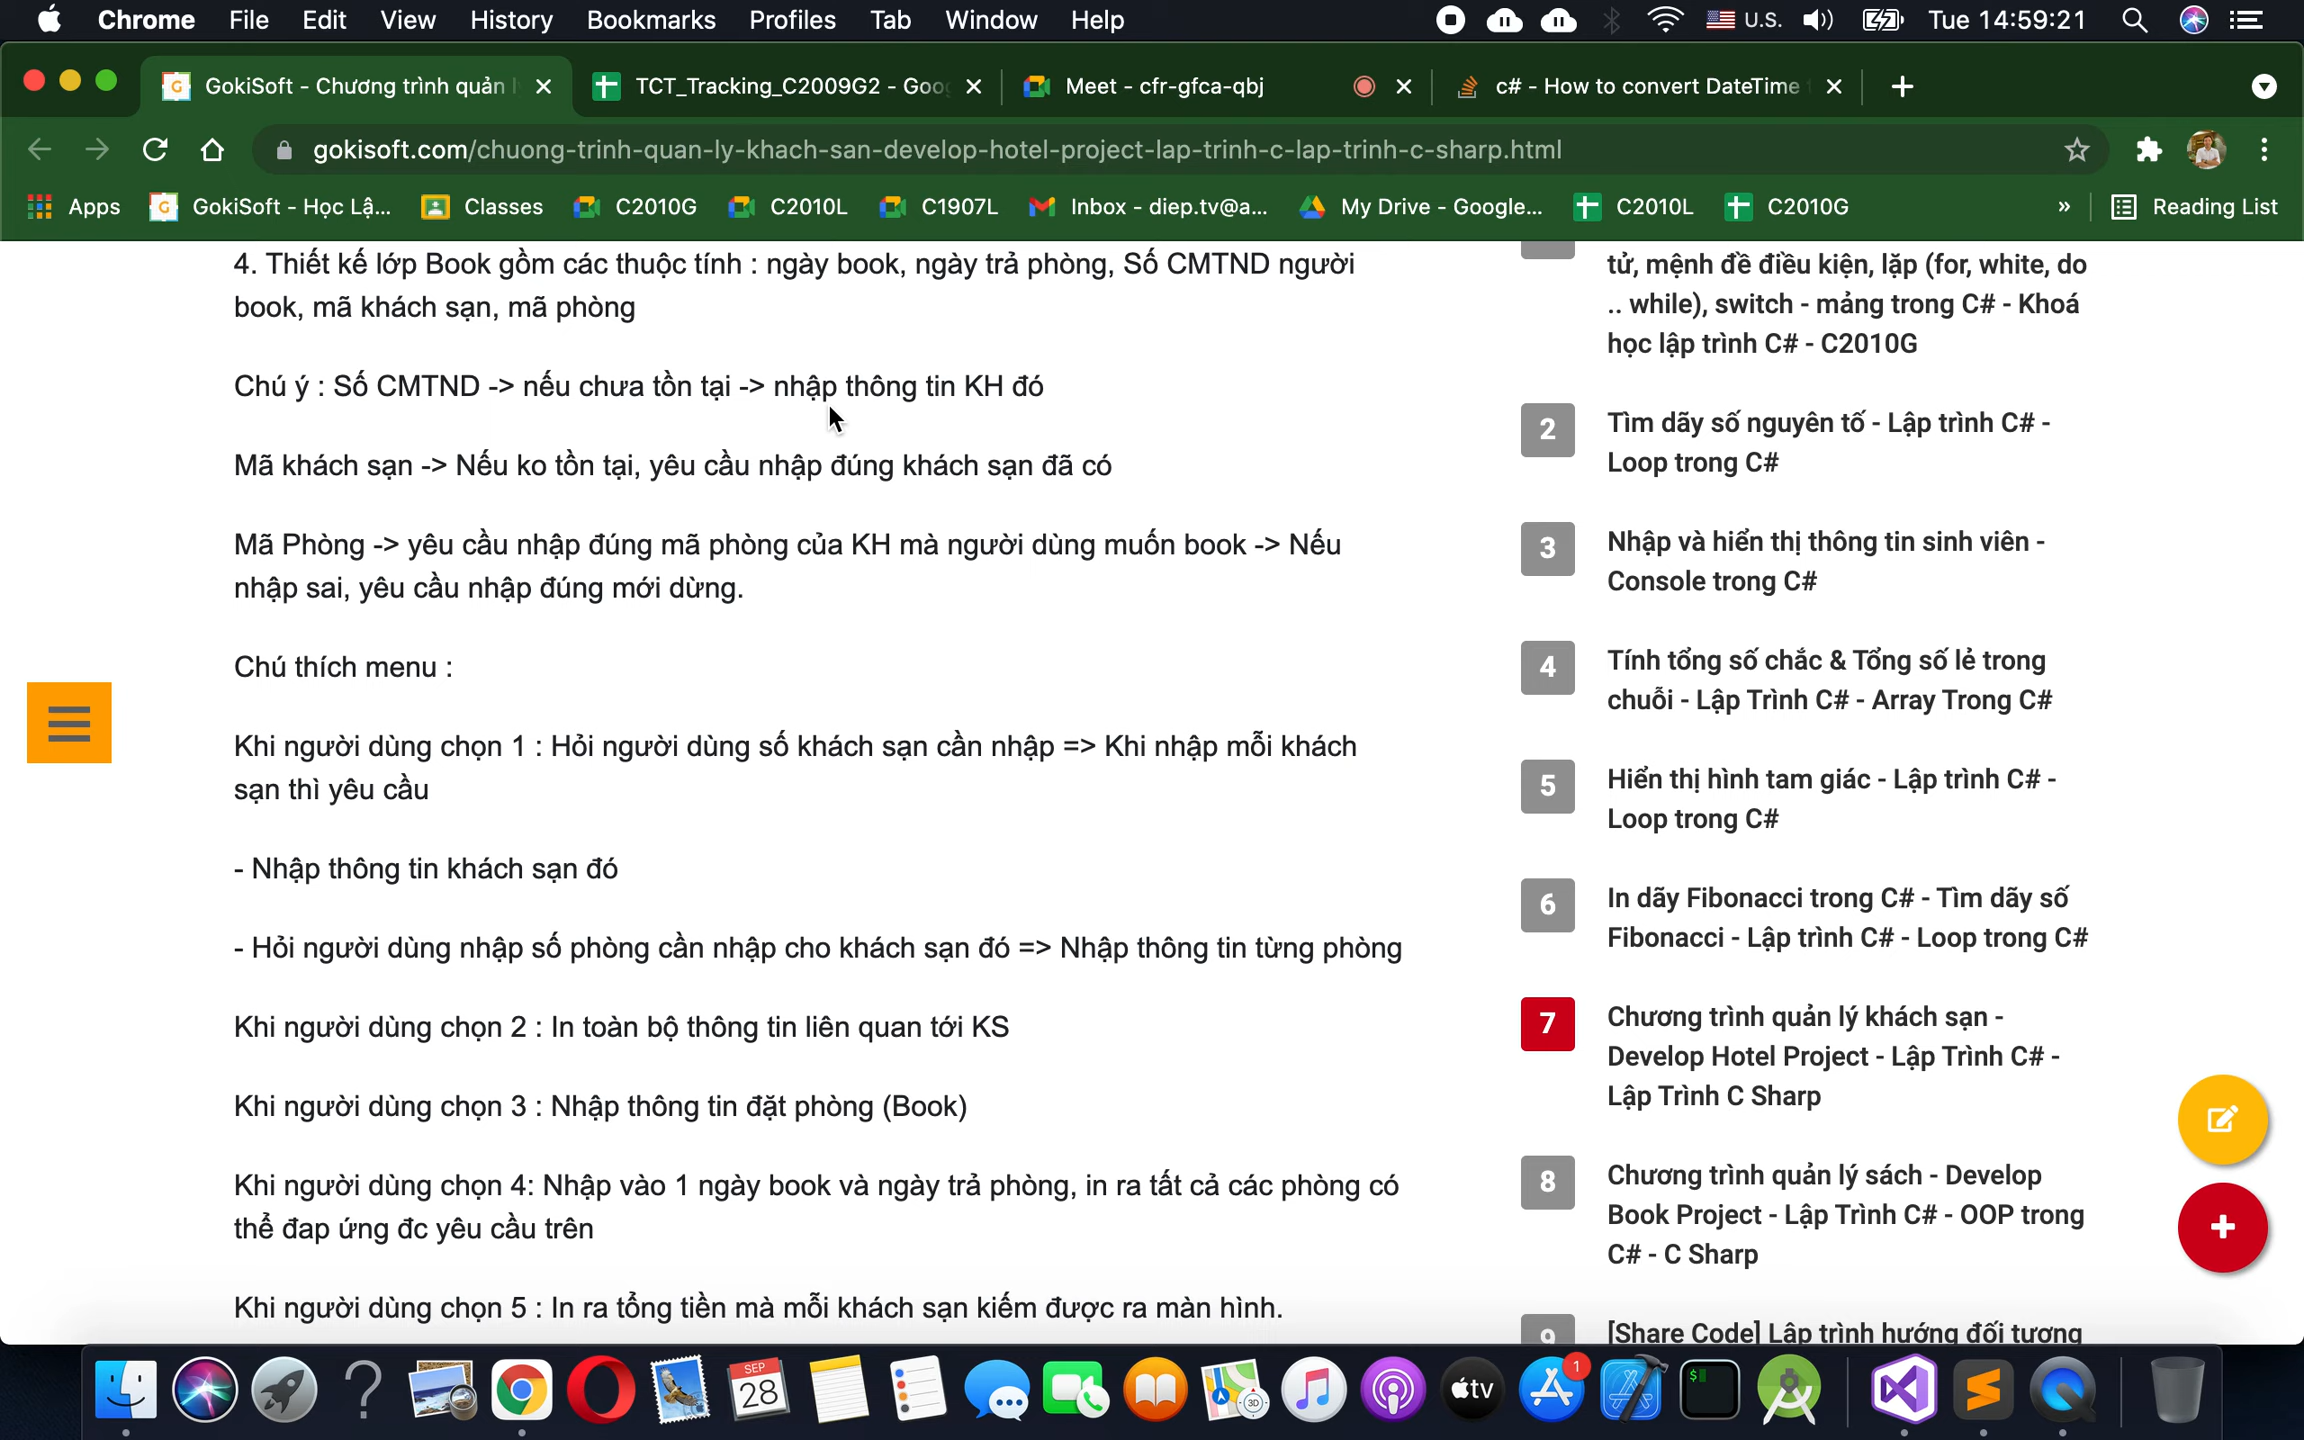 Chrome File Edit View History Bookmarks Profiles Tab Window Help U.S. Tue 14:59:21
GokiSoft - Chương trình quản TCT_Tracking_C2009G2 - Goo Meet - cfr-gfca-qbj c# - How to convert DateTime
gokisoft.com/chuong-trinh-quan-ly-khach-san-develop-hotel-project-lap-trinh-c-lap-trinh-c-sharp.html
Apps GokiSoft - Học Lậ... Classes C2010G C2010L C1907L Inbox - diep.tv@a... My Drive - Google... C2010L C2010G » Reading List
4. Thiết kế lớp Book gồm các thuộc tính : ngày book, ngày trả phòng, Số CMTND người
book, mã khách sạn, mã phòng
Chú ý : Số CMTND -> nếu chưa tồn tại -> nhập thông tin KH đó
Mã khách sạn -> Nếu ko tồn tại, yêu cầu nhập đúng khách sạn đã có
Mã Phòng -> yêu cầu nhập đúng mã phòng của KH mà người dùng muốn book -> Nếu
nhập sai, yêu cầu nhập đúng mới dừng.
Chú thích menu :
Khi người dùng chọn 1 : Hỏi người dùng số khách sạn cần nhập => Khi nhập mỗi khách
sạn thì yêu cầu
- Nhập thông tin khách sạn đó
- Hỏi người dùng nhập số phòng cần nhập cho khách sạn đó => Nhập thông tin từng phòng
Khi người dùng chọn 2 : In toàn bộ thông tin liên quan tới KS
Khi người dùng chọn 3 : Nhập thông tin đặt phòng (Book)
Khi người dùng chọn 4: Nhập vào 1 ngày book và ngày trả phòng, in ra tất cả các phòng có
thể đap ứng đc yêu cầu trên
Khi người dùng chọn 5 : In ra tổng tiền mà mỗi khách sạn kiếm được ra màn hình.
tử, mệnh đề điều kiện, lặp (for, white, do
.. while), switch - mảng trong C# - Khoá
học lập trình C# - C2010G
2 Tìm dãy số nguyên tố - Lập trình C# -
Loop trong C#
3 Nhập và hiển thị thông tin sinh viên -
Console trong C#
4 Tính tổng số chắc & Tổng số lẻ trong
chuỗi - Lập Trình C# - Array Trong C#
5 Hiển thị hình tam giác - Lập trình C# -
Loop trong C#
6 In dãy Fibonacci trong C# - Tìm dãy số
Fibonacci - Lập trình C# - Loop trong C#
7 Chương trình quản lý khách sạn -
Develop Hotel Project - Lập Trình C# -
Lập Trình C Sharp
8 Chương trình quản lý sách - Develop
Book Project - Lập Trình C# - OOP trong
C# - C Sharp
9 [Share Code] Lập trình hướng đối tượng
SEP
28
3D
tv
1
$